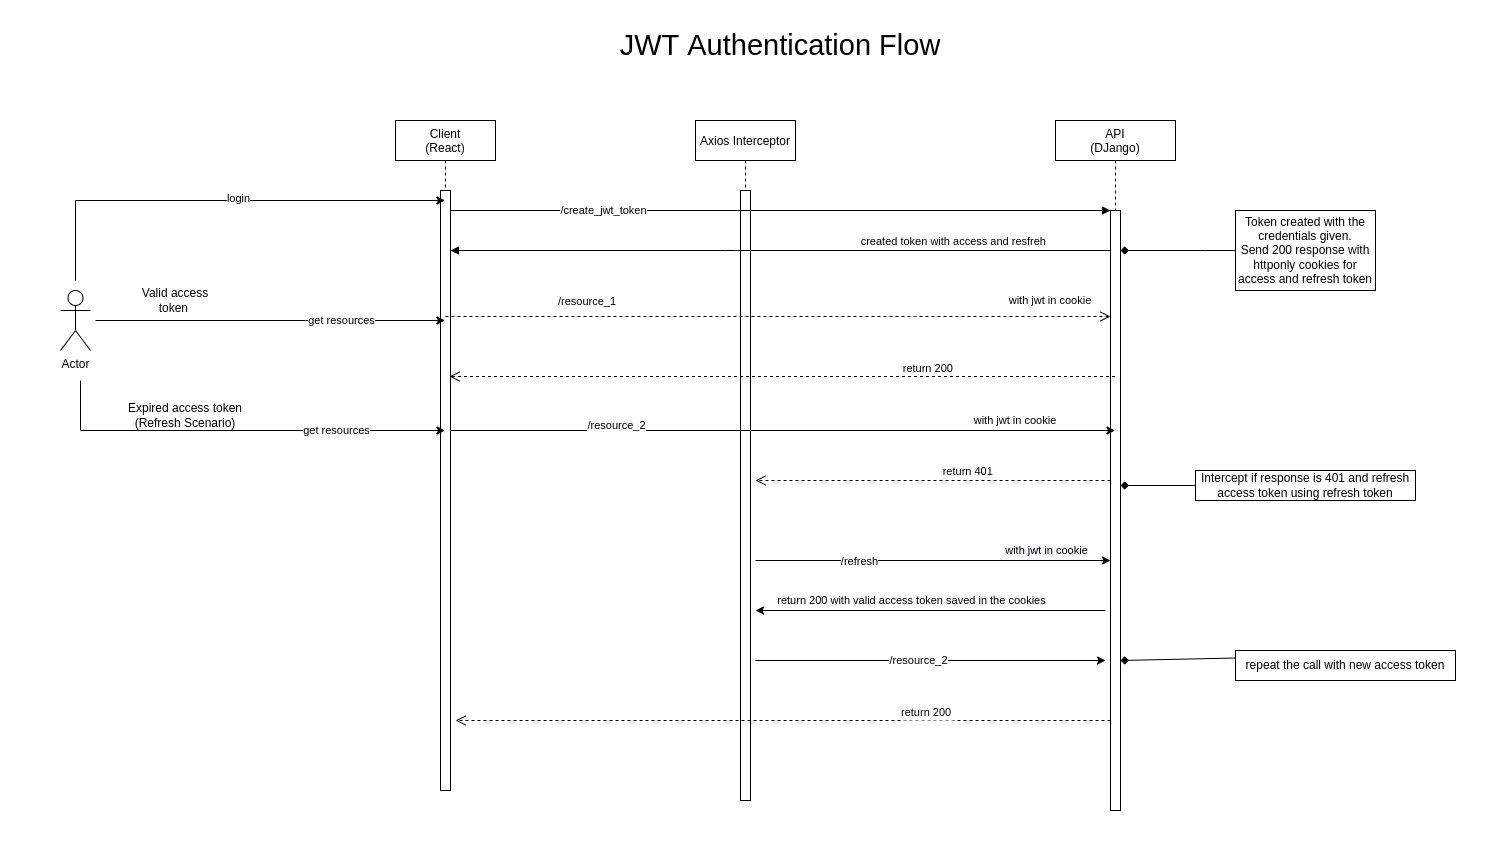 JWT Authentication Flow
Client
(React)
Axios Interceptor
API
(DJango)
login
/create_jwt_token
created token with access and resfreh
Token created with the
credentials given.
Send 200 response with
httponly cookies for
access and refresh token
Valid access
token
get resources
/resource_1
with jwt in cookie
Actor
return 200
Expired access token
(Refresh Scenario)
get resources
/resource_2
with jwt in cookie
return 401
Intercept if response is 401 and refresh
access token using refresh token
/refresh
with jwt in cookie
return 200 with valid access token saved in the cookies
/resource_2
repeat the call with new access token
return 200